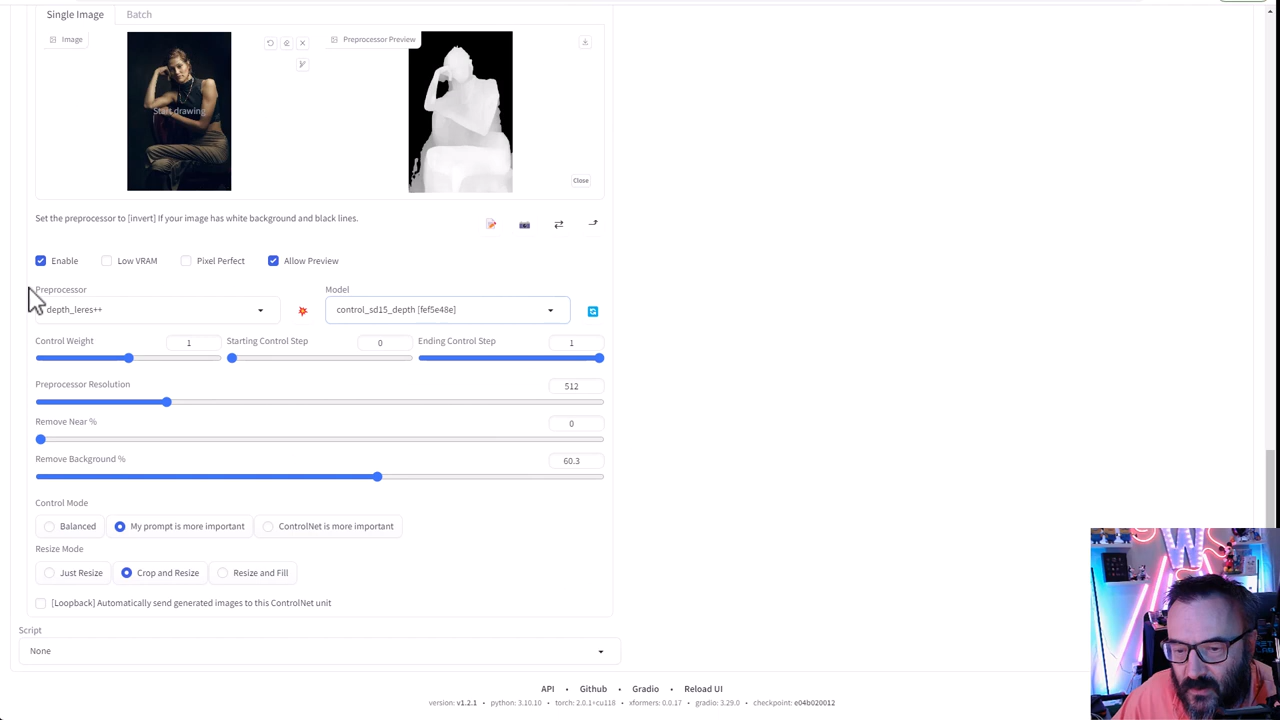 Single Image
Batch
Image
Preprocessor Preview
Start drawing
Close
Set the preprocessor to [invert] If your image has white background and black lines.
Enable
Low VRAM
Pixel Perfect
Allow Preview
Preprocessor
Model
depth_leres++
control_sd15_depth [fef5e48e]
Control Weight
1
Starting Control Step
0
Ending Control Step
1
Preprocessor Resolution
512
Remove Near %
0
Remove Background %
60.3
Control Mode
Balanced
My prompt is more important
ControlNet is more important
Resize Mode
Just Resize
Crop and Resize
Resize and Fill
[Loopback] Automatically send generated images to this ControlNet unit
Script
None
API • Github • Gradio • Reload UI
version: v1.2.1 • python: 3.10.10 • torch: 2.0.1+cu118 • xformers: 0.0.17 • gradio: 3.29.0 • checkpoint: e04b020012